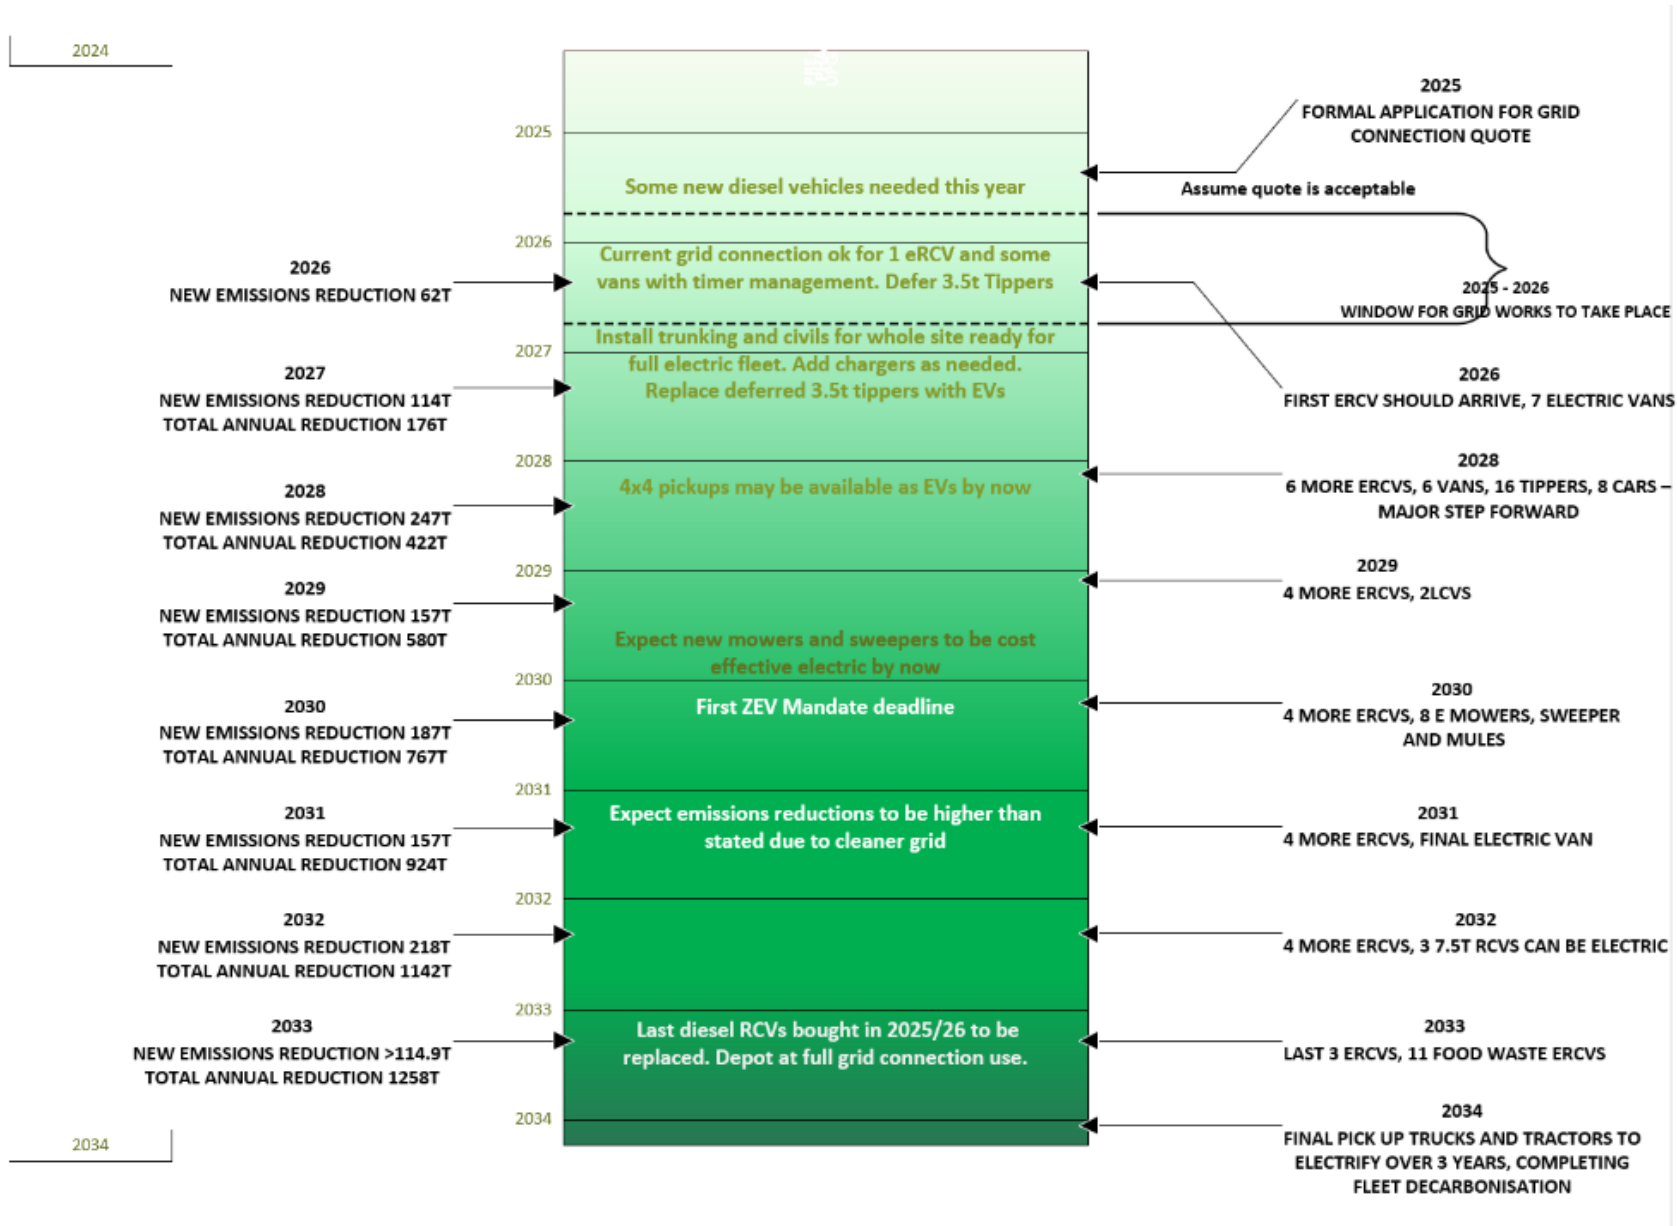 2024
2025
2026
2027
2028
2029
2030
2031
2032
2033
2034
2034
2026
NEW EMISSIONS REDUCTION 62T
2027
NEW EMISSIONS REDUCTION 114T
TOTAL ANNUAL REDUCTION 176T
2028
NEW EMISSIONS REDUCTION 247T
TOTAL ANNUAL REDUCTION 422T
2029
NEW EMISSIONS REDUCTION 157T
TOTAL ANNUAL REDUCTION 580T
2030
NEW EMISSIONS REDUCTION 187T
TOTAL ANNUAL REDUCTION 767T
2031
NEW EMISSIONS REDUCTION 157T
TOTAL ANNUAL REDUCTION 924T
2032
NEW EMISSIONS REDUCTION 218T
TOTAL ANNUAL REDUCTION 1142T
2033
NEW EMISSIONS REDUCTION >114.9T
TOTAL ANNUAL REDUCTION 1258T
Some new diesel vehicles needed this year
Current grid connection ok for 1 eRCV and some
vans with timer management. Defer 3.5t Tippers
Install trunking and civils for whole site ready for
full electric fleet. Add chargers as needed.
Replace deferred 3.5t tippers with EVs
4x4 pickups may be available as EVs by now
Expect new mowers and sweepers to be cost
effective electric by now
First ZEV Mandate deadline
Expect emissions reductions to be higher than
stated due to cleaner grid
Last diesel RCVs bought in 2025/26 to be
replaced. Depot at full grid connection use.
2025
FORMAL APPLICATION FOR GRID
CONNECTION QUOTE
Assume quote is acceptable
2025 - 2026
WINDOW FOR GRID WORKS TO TAKE PLACE
2026
FIRST ERCV SHOULD ARRIVE, 7 ELECTRIC VANS
2028
6 MORE ERCVS, 6 VANS, 16 TIPPERS, 8 CARS –
MAJOR STEP FORWARD
2029
4 MORE ERCVS, 2LCVS
2030
4 MORE ERCVS, 8 E MOWERS, SWEEPER
AND MULES
2031
4 MORE ERCVS, FINAL ELECTRIC VAN
2032
4 MORE ERCVS, 3 7.5T RCVS CAN BE ELECTRIC
2033
LAST 3 ERCVS, 11 FOOD WASTE ERCVS
2034
FINAL PICK UP TRUCKS AND TRACTORS TO
ELECTRIFY OVER 3 YEARS, COMPLETING
FLEET DECARBONISATION